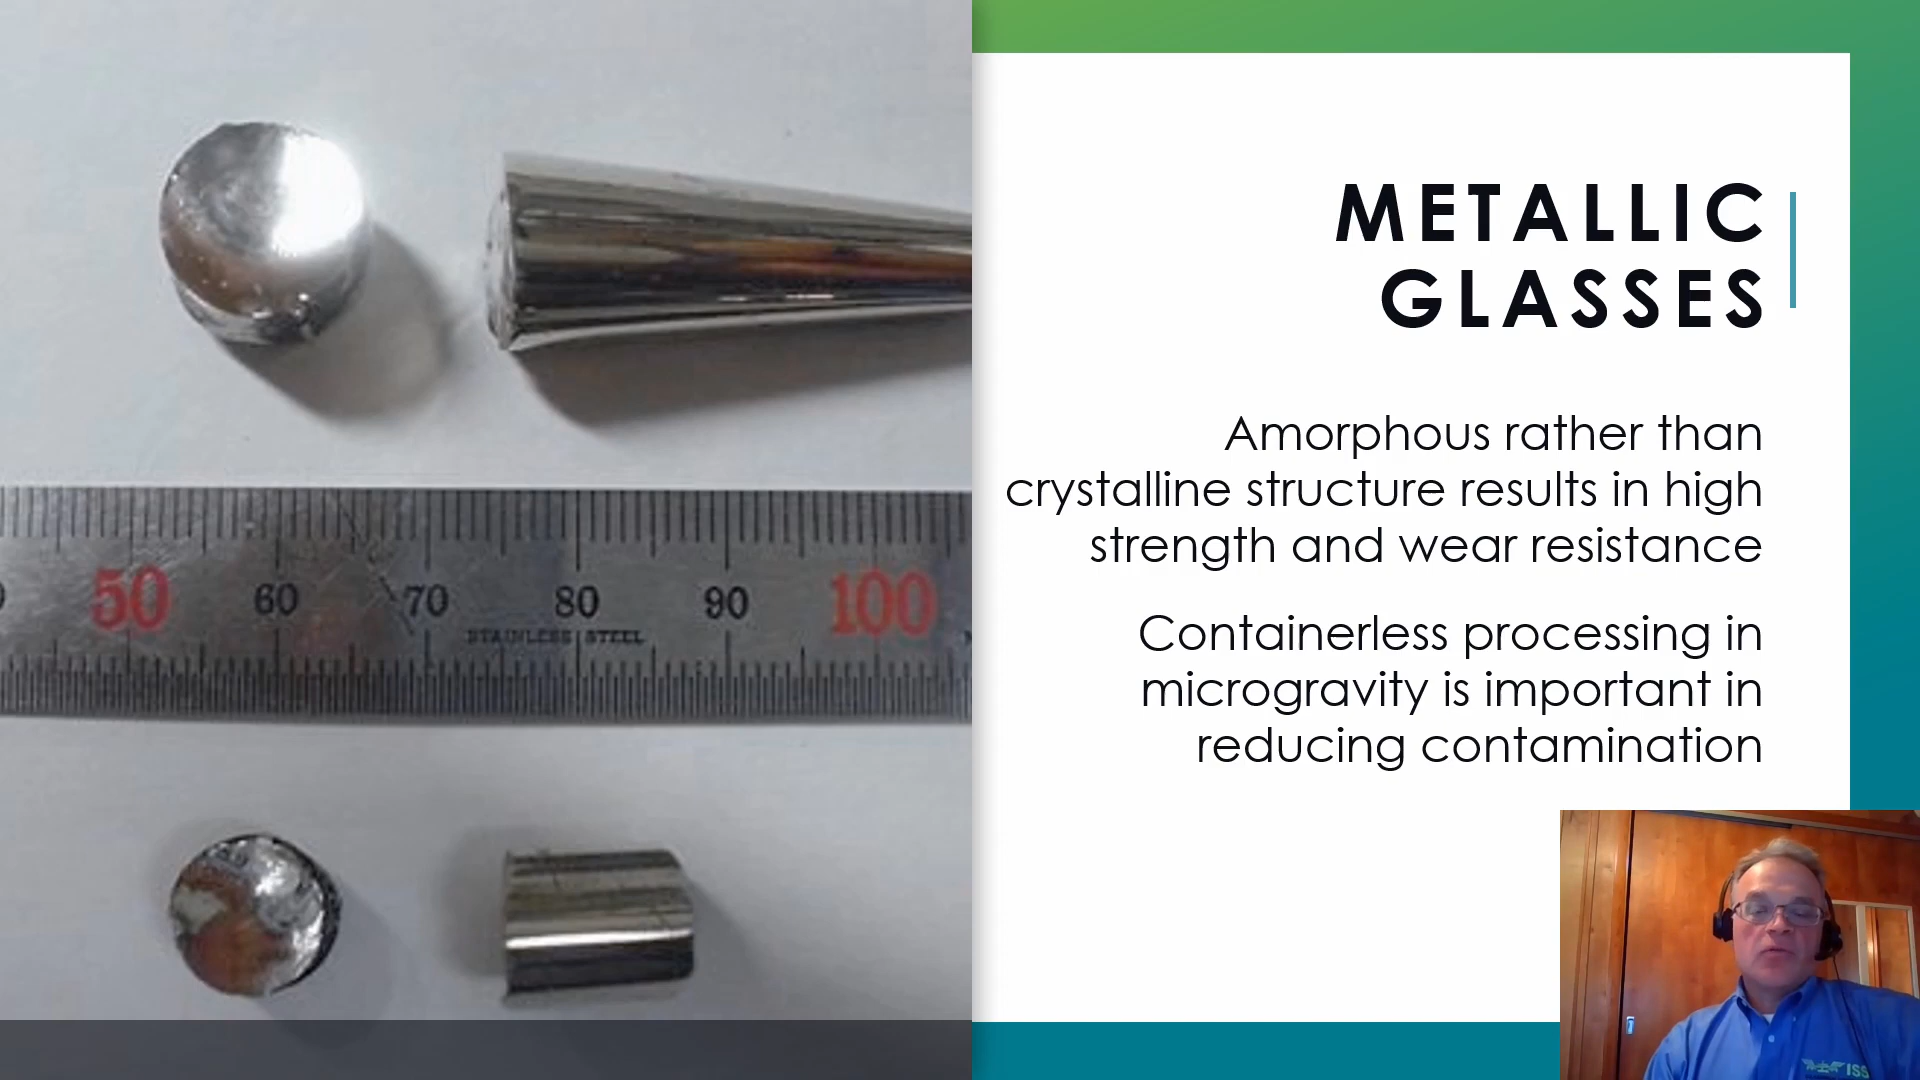 METALLIC
GLASSES
Amorphous rather than
crystalline structure results in high
strength and wear resistance
Containerless processing in
microgravity is important in
reducing contamination
50 60 70 80 90 100
STAINLESS STEEL
ISS